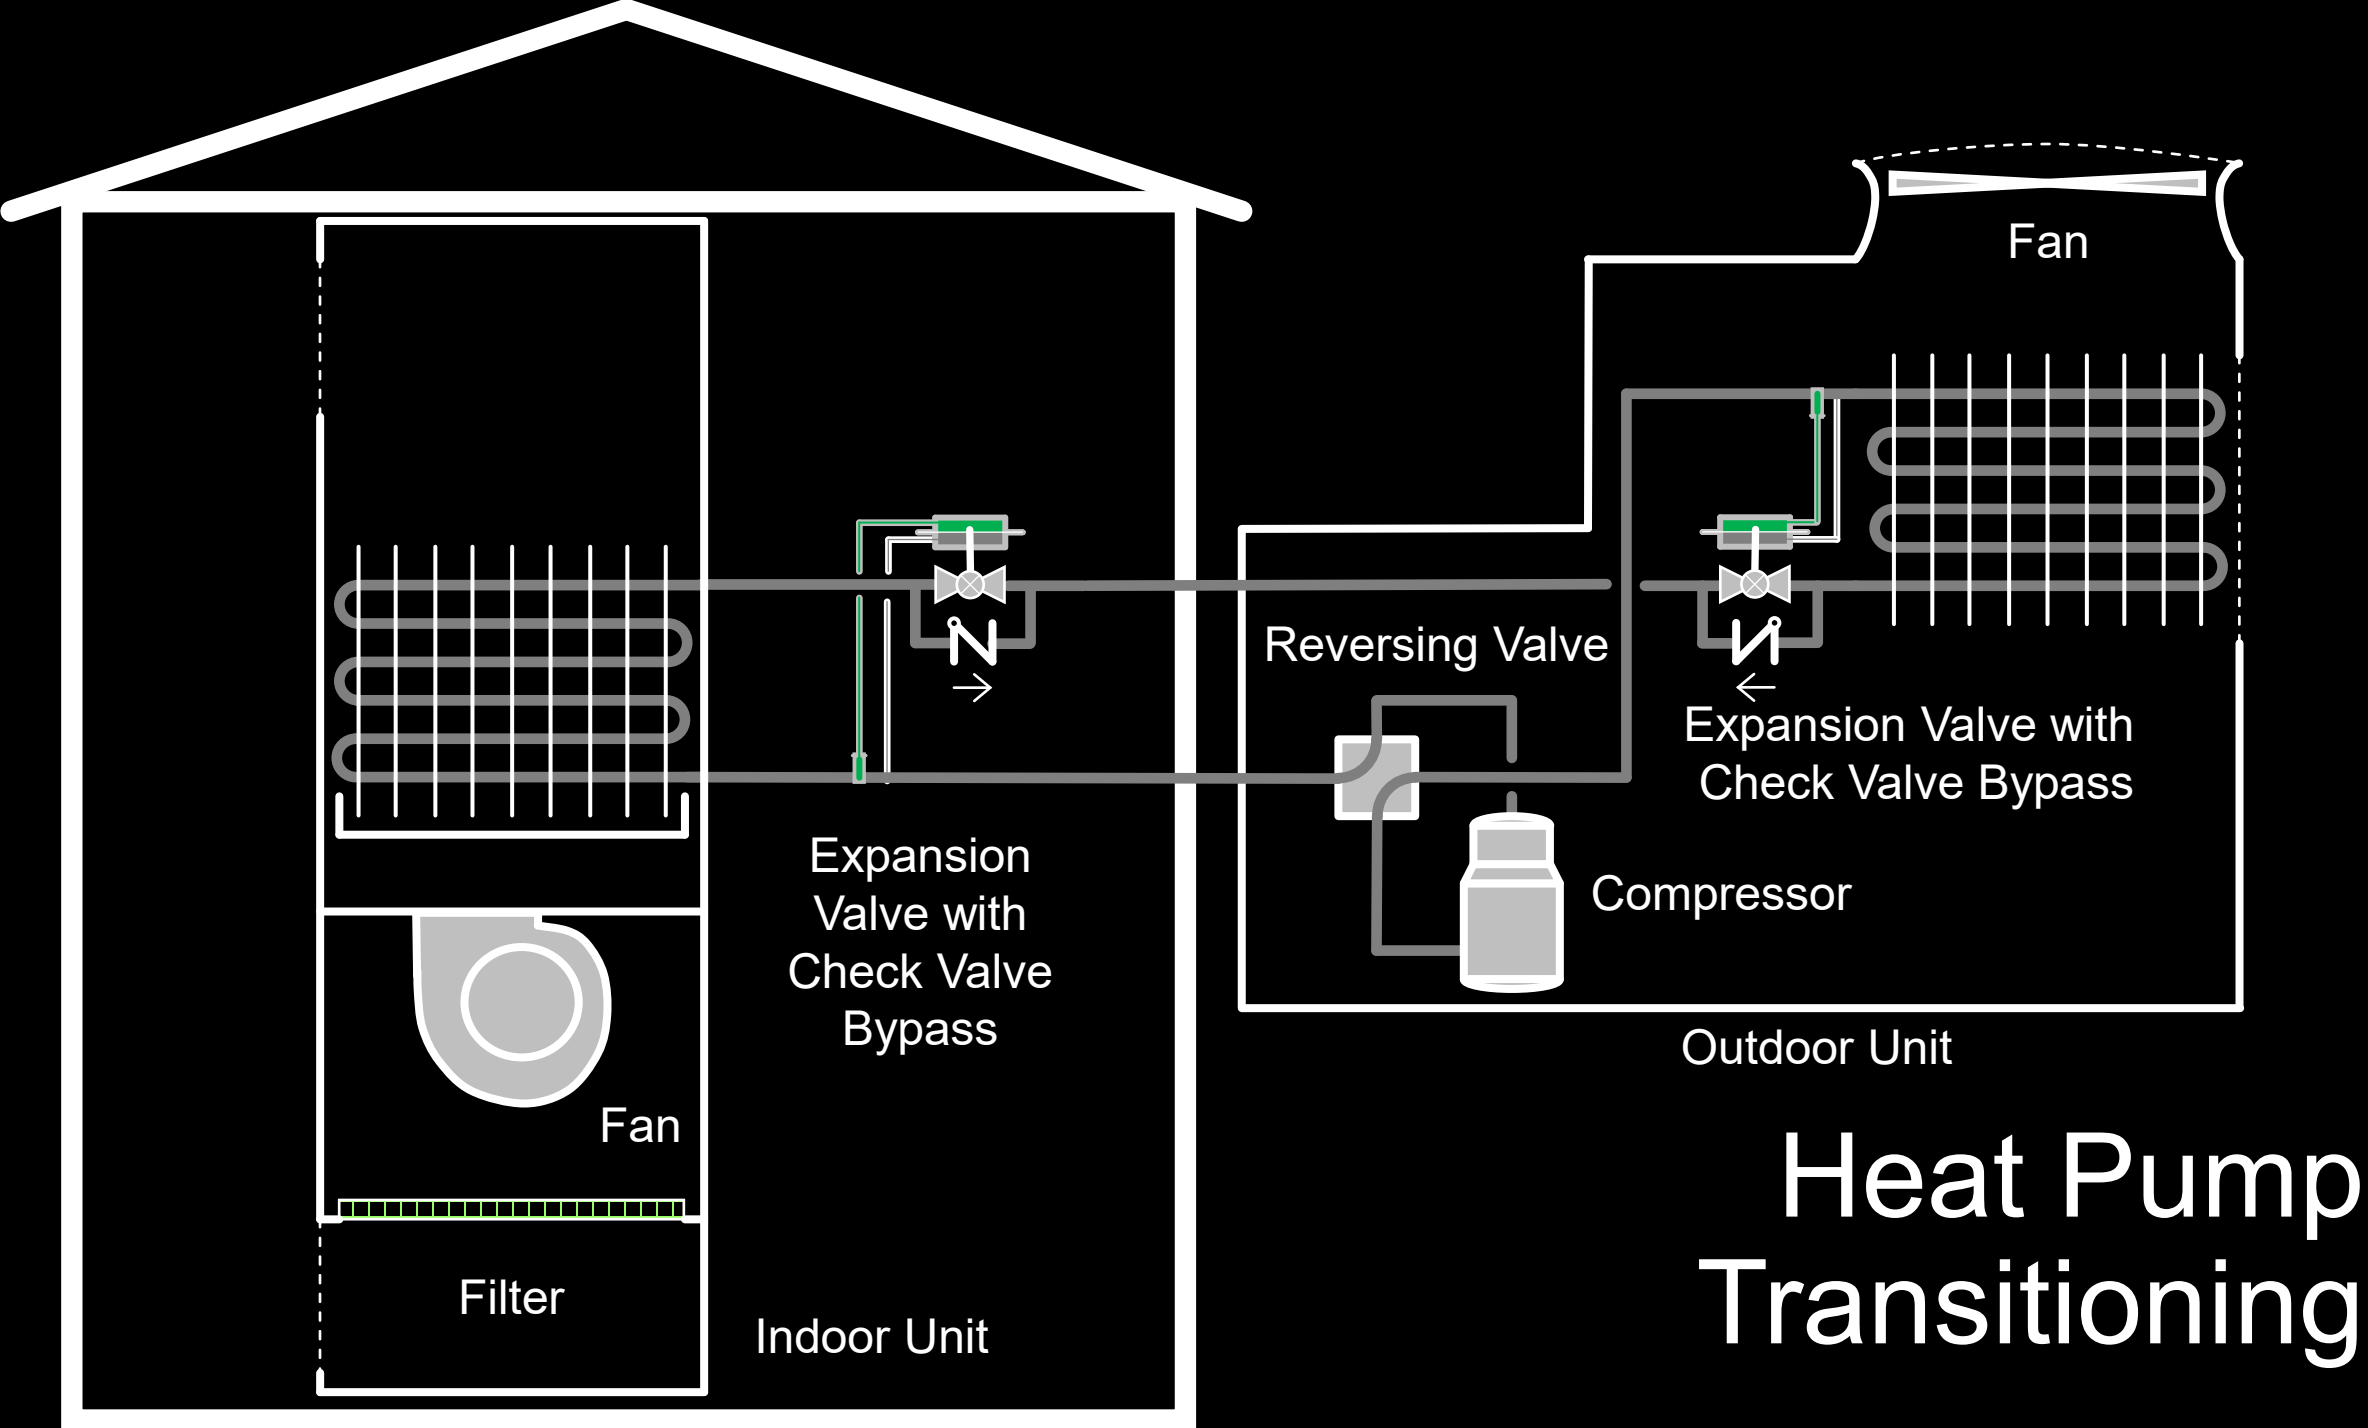 Fan
Reversing Valve
Expansion Valve with
Check Valve Bypass
Expansion
Valve with
Check Valve
Bypass
Compressor
Outdoor Unit
Fan
Filter
Indoor Unit
Heat Pump
Transitioning